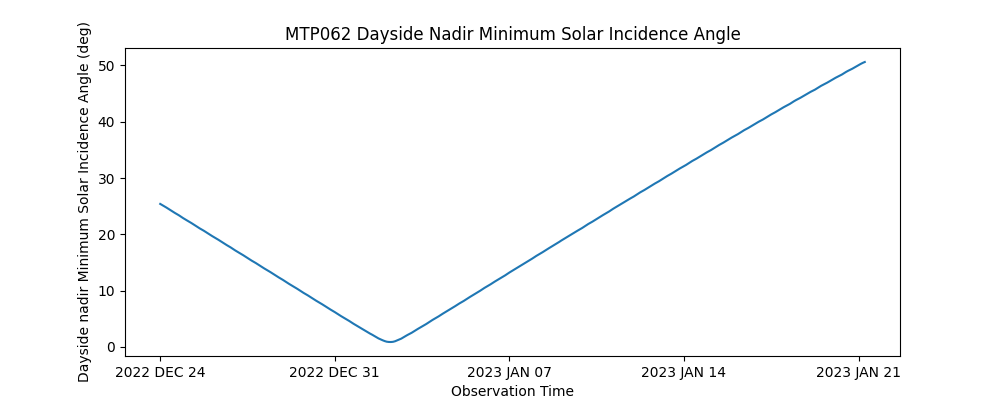 MTP062 Dayside Nadir Minimum Solar Incidence Angle
Dayside nadir Minimum Solar Incidence Angle (deg)
50
40
30
20
10
0
2022 DEC 24
2022 DEC 31
2023 JAN 07
2023 JAN 14
2023 JAN 21
Observation Time